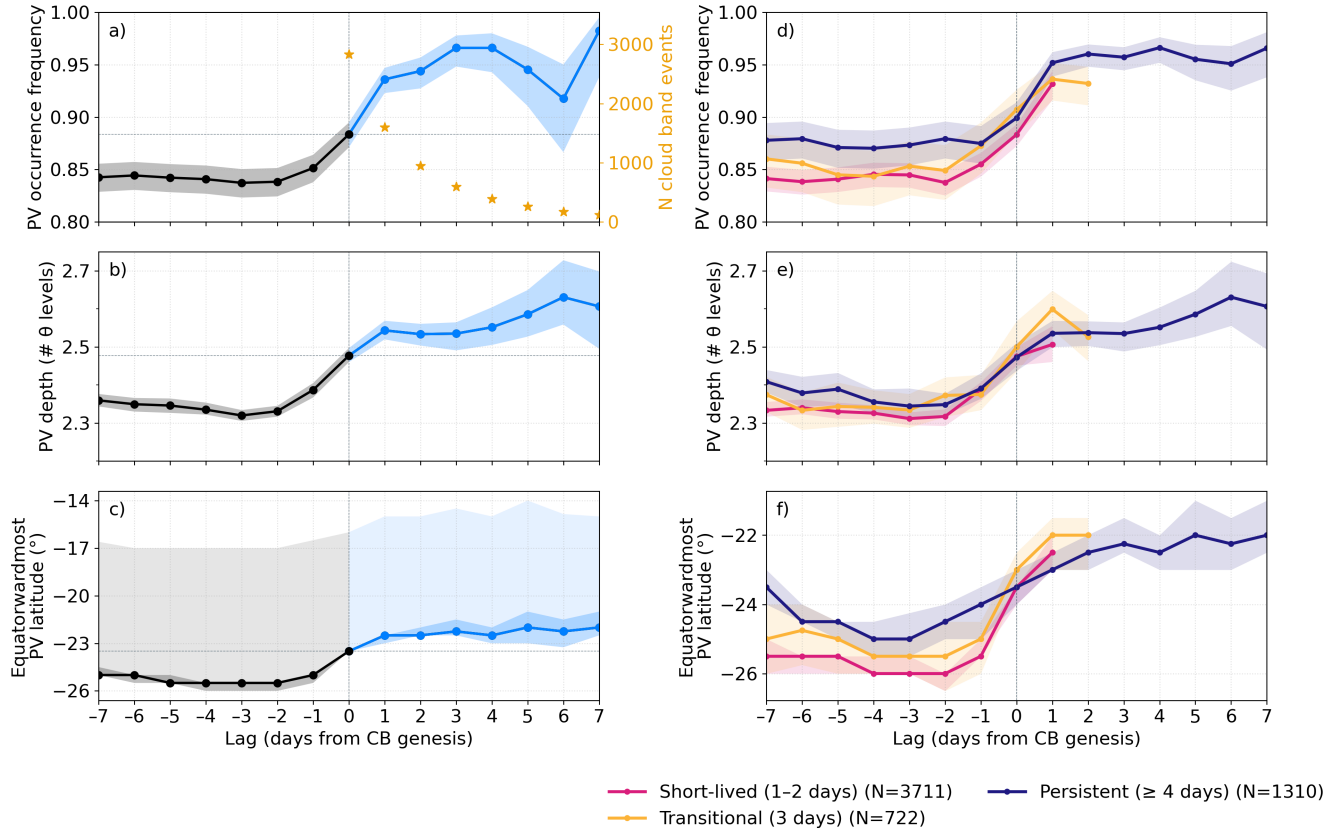 a)
PV occurrence frequency
1.00
0.95
0.90
0.85
0.80
3000
2000
1000
0
N cloud band events
d)
PV occurrence frequency
1.00
0.95
0.90
0.85
0.80
b)
PV depth (# θ levels)
2.7
2.5
2.3
e)
PV depth (# θ levels)
2.7
2.5
2.3
c)
Equatorwardmost
PV latitude (°)
−14
−17
−20
−23
−26
–7 –6 –5 –4 –3 –2 –1 0 1 2 3 4 5 6 7
Lag (days from CB genesis)
f)
Equatorwardmost
PV latitude (°)
−22
−24
−26
–7 –6 –5 –4 –3 –2 –1 0 1 2 3 4 5 6 7
Lag (days from CB genesis)
Short-lived (1–2 days) (N=3711)
Transitional (3 days) (N=722)
Persistent (≥ 4 days) (N=1310)